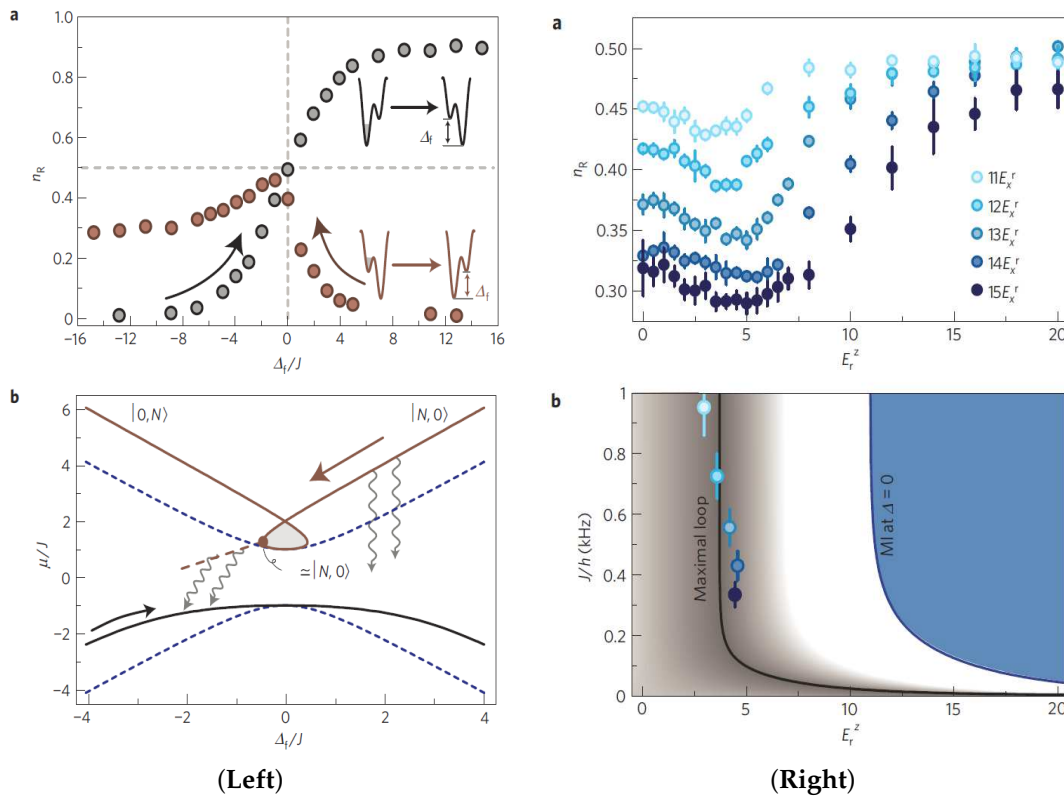 a
1.0
0.8
0.6
0.4
0.2
0
n_R
Δ_f
Δ_f
−16 −12 −8 −4 0 4 8 12 16
Δ_f/J
b
|0,N⟩
|N,0⟩
6
4
2
0
−2
−4
μ/J
≃|N,0⟩
−4 −2 0 2 4
Δ_f/J
(Left)
a
0.50
0.45
0.40
0.35
0.30
n_R
11E_x^r
12E_x^r
13E_x^r
14E_x^r
15E_x^r
0 5 10 15 20
E_r^z
b
1
0.8
0.6
0.4
0.2
0
J/h (kHz)
Maximal loop
MI at Δ = 0
0 5 10 15 20
E_r^z
(Right)